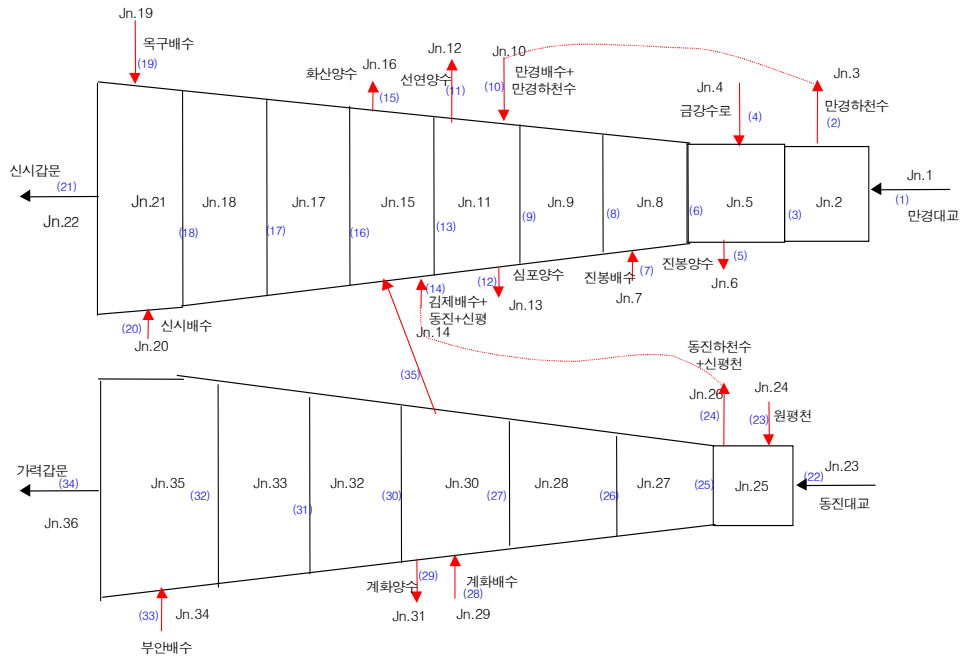 Jn.19
옥구배수
(19)
Jn.16
화산양수
(15)
Jn.12
선연양수
(11)
Jn.10
만경배수+
만경하천수
(10)
Jn.4
금강수로
(4)
Jn.3
만경하천수
(2)
신시갑문
(21)
Jn.22
Jn.21
(18)
Jn.18
(17)
Jn.17
(16)
Jn.15
(13)
Jn.11
(9)
Jn.9
(8)
Jn.8
(6)
Jn.5
(3)
Jn.2
Jn.1
(1)
만경대교
(20)
신시배수
Jn.20
(14)
김제배수+
동진+신평
Jn.14
심포양수
(12)
Jn.13
진봉배수
(7)
Jn.7
진봉양수
(5)
Jn.6
(35)
동진하천수
+신평천
Jn.26
(24)
Jn.24
(23)
원평천
가력갑문
(34)
Jn.36
Jn.35
(32)
Jn.33
(31)
Jn.32
(30)
Jn.30
(27)
Jn.28
(26)
Jn.27
(25)
Jn.25
Jn.23
(22)
동진대교
(33)
Jn.34
부안배수
계화양수
(29)
Jn.31
계화배수
(28)
Jn.29